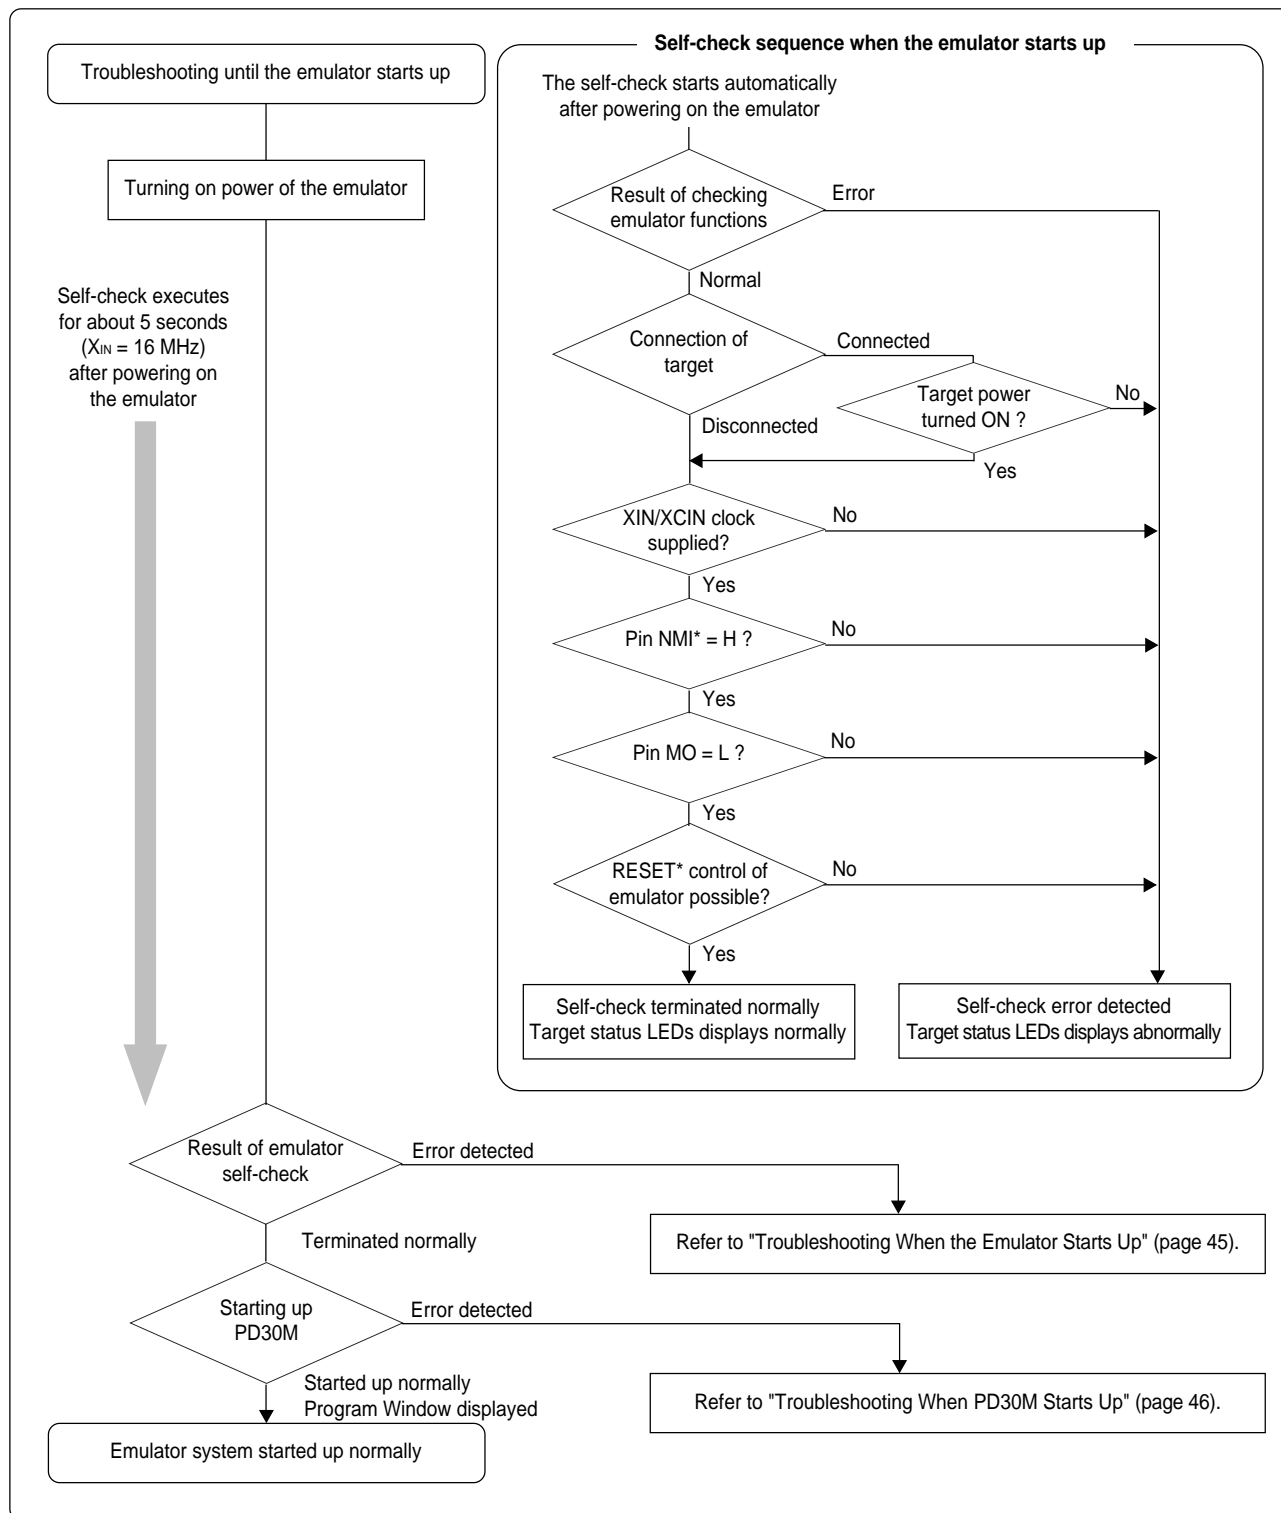 Troubleshooting until the emulator starts up
Turning on power of the emulator
Self-check executes
for about 5 seconds
(XIN = 16 MHz)
after powering on
the emulator
Self-check sequence when the emulator starts up
The self-check starts automatically
after powering on the emulator
Result of checking
emulator functions
Error
Normal
Connection of
target
Connected
Target power
turned ON ?
No
Disconnected
Yes
XIN/XCIN clock
supplied?
No
Yes
Pin NMI* = H ?
No
Yes
Pin MO = L ?
No
Yes
RESET* control of
emulator possible?
No
Yes
Self-check terminated normally
Target status LEDs displays normally
Self-check error detected
Target status LEDs displays abnormally
Result of emulator
self-check
Error detected
Terminated normally
Refer to "Troubleshooting When the Emulator Starts Up" (page 45).
Starting up
PD30M
Error detected
Started up normally
Program Window displayed
Refer to "Troubleshooting When PD30M Starts Up" (page 46).
Emulator system started up normally